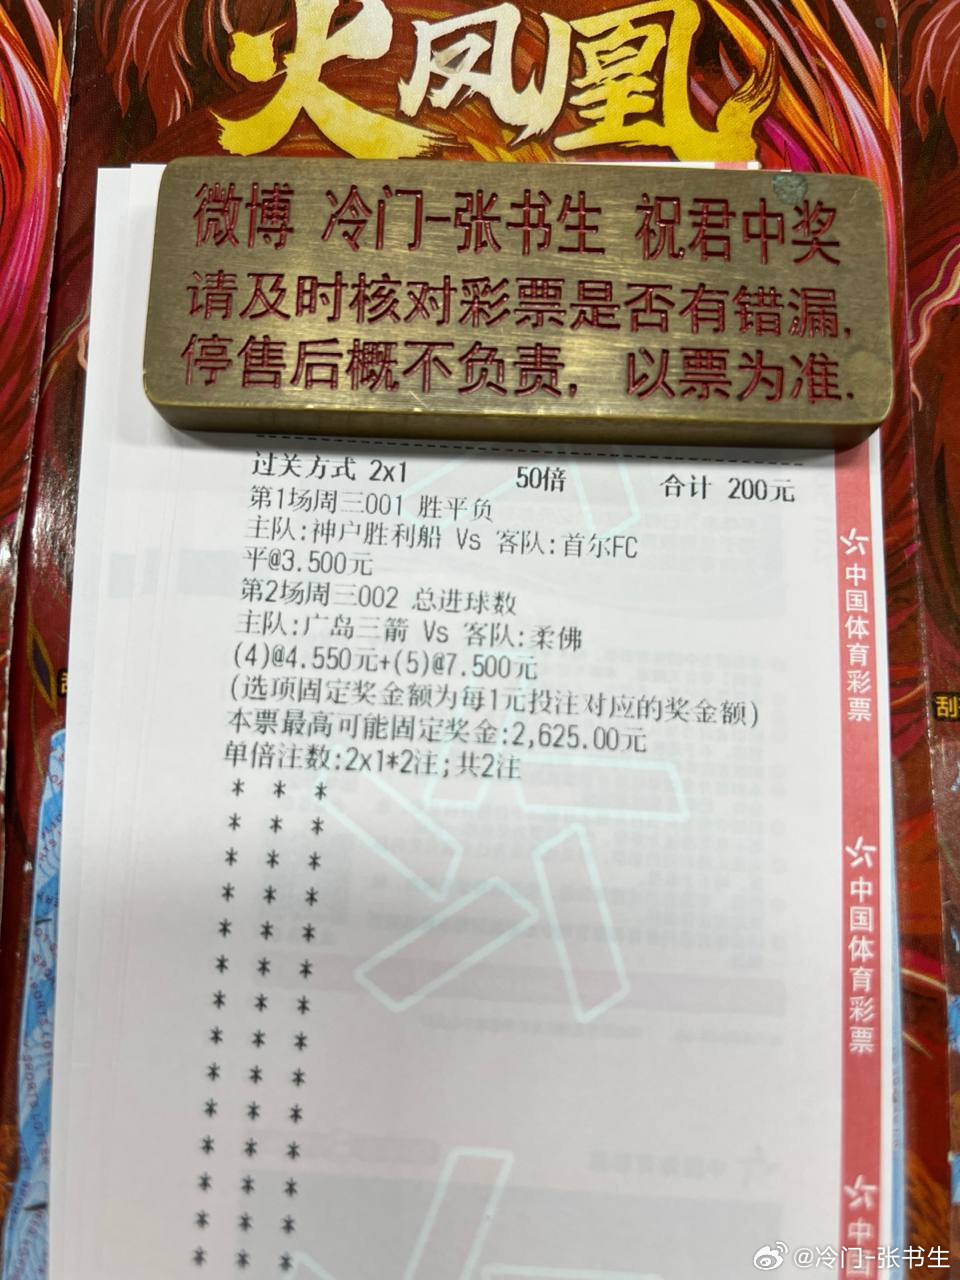 火凤凰
微博 冷门-张书生 祝君中奖
请及时核对彩票是否有错漏.
停售后概不负责, 以票为准.
过关方式 2x1 50倍 合计 200元
第1场周三001 胜平负
主队:神户胜利船 Vs 客队:首尔FC
平@3.500元
第2场周三002 总进球数
主队:广岛三箭 Vs 客队:柔佛
(4)@4.550元+(5)@7.500元
(选项固定奖金额为每1元投注对应的奖金额)
本票最高可能固定奖金:2,625.00元
单倍注数:2x1*2注;共2注
* * *
* * *
* * *
* * *
* * *
* * *
* * *
* * *
* * *
* * *
* * *
* * *
* * *
* * *
中国体育彩票
中国体育彩票
中国
刮
@冷门-张书生